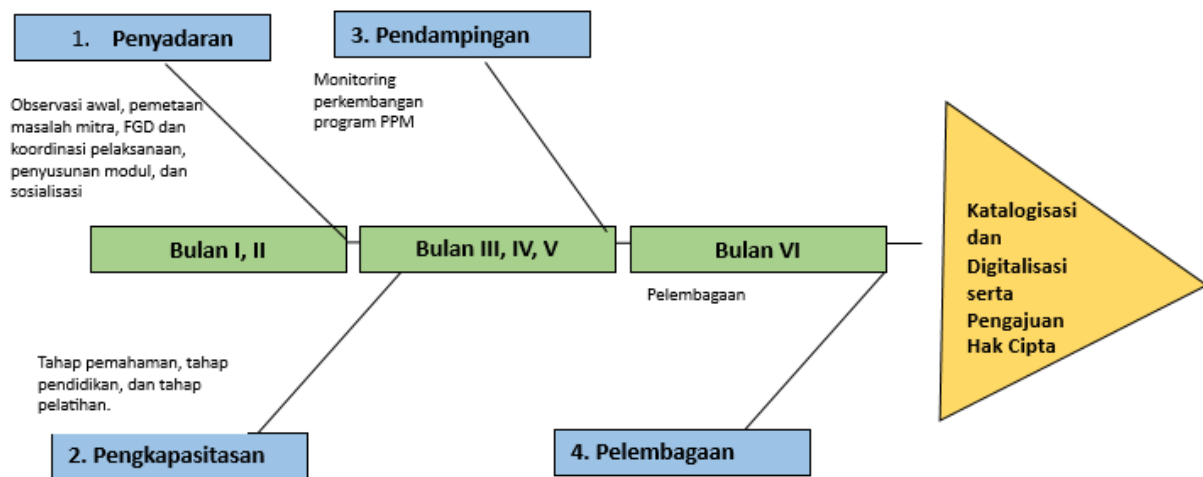 1. Penyadaran
3. Pendampingan
Observasi awal, pemetaan
masalah mitra, FGD dan
koordinasi pelaksanaan,
penyusunan modul, dan
sosialisasi
Monitoring
perkembangan
program PPM
Bulan I, II
Bulan III, IV, V
Bulan VI
Pelembagaan
Katalogisasi
dan
Digitalisasi
serta
Pengajuan
Hak Cipta
Tahap pemahaman, tahap
pendidikan, dan tahap
pelatihan.
2. Pengkapasitasan
4. Pelembagaan